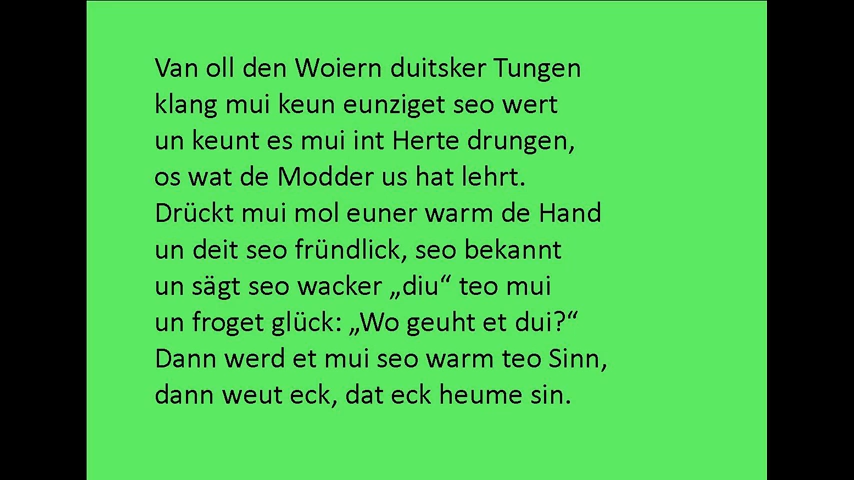 Van oll den Woiern duitsker Tungen
klang mui keun eunziget seo wert
un keunt es mui int Herte drungen,
os wat de Modder us hat lehrt.
Drückt mui mol euner warm de Hand
un deit seo fründlick, seo bekannt
un sägt seo wacker „diu“ teo mui
un froget glück: „Wo geuht et dui?“
Dann werd et mui seo warm teo Sinn,
dann weut eck, dat eck heume sin.